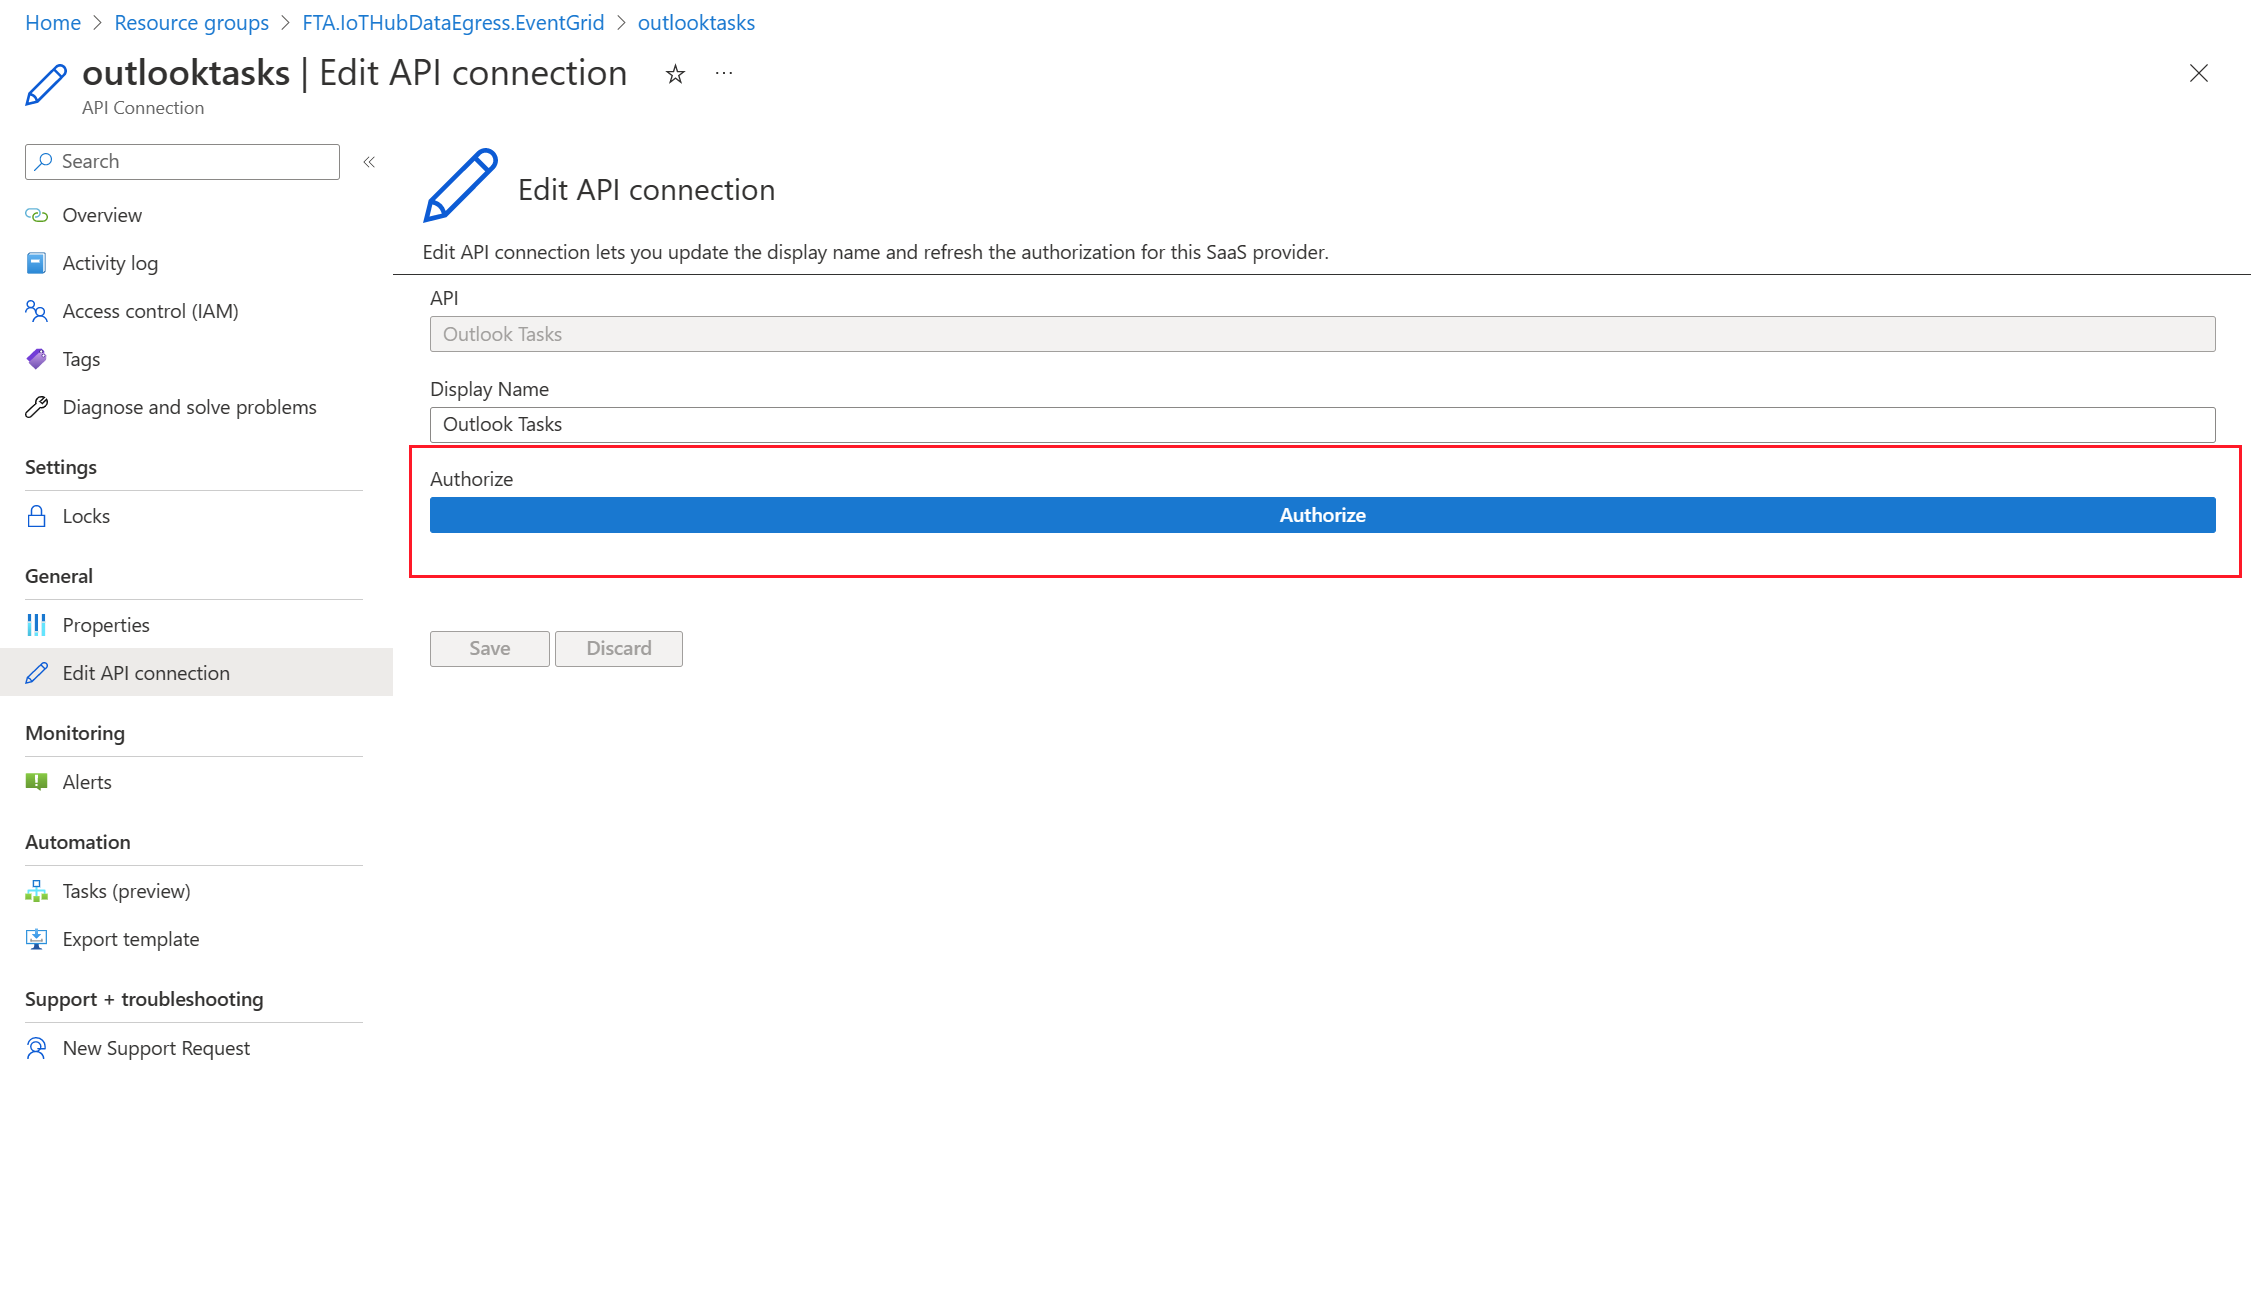 Home > Resource groups > FTA.IoTHubDataEgress.EventGrid > outlooktasks
outlooktasks | Edit API connection ☆ ...
API Connection
Search «
Overview
Activity log
Access control (IAM)
Tags
Diagnose and solve problems
Settings
Locks
General
Properties
Edit API connection
Monitoring
Alerts
Automation
Tasks (preview)
Export template
Support + troubleshooting
New Support Request
Edit API connection
Edit API connection lets you update the display name and refresh the authorization for this SaaS provider.
API
Outlook Tasks
Display Name
Outlook Tasks
Authorize
Authorize
Save Discard